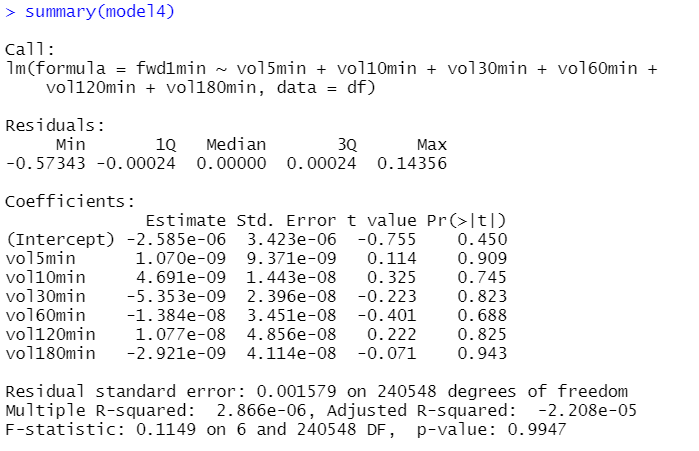 > summary(model4)
Call:
lm(formula = fwd1min ~ vol5min + vol10min + vol30min + vol60min +
    vol120min + vol180min, data = df)
Residuals:
     Min       1Q   Median       3Q      Max
-0.57343 -0.00024  0.00000  0.00024  0.14356
Coefficients:
              Estimate Std. Error t value Pr(>|t|)
(Intercept) -2.585e-06  3.423e-06  -0.755    0.450
vol5min      1.070e-09  9.371e-09   0.114    0.909
vol10min     4.691e-09  1.443e-08   0.325    0.745
vol30min    -5.353e-09  2.396e-08  -0.223    0.823
vol60min    -1.384e-08  3.451e-08  -0.401    0.688
vol120min    1.077e-08  4.856e-08   0.222    0.825
vol180min   -2.921e-09  4.114e-08  -0.071    0.943
Residual standard error: 0.001579 on 240548 degrees of freedom
Multiple R-squared:  2.866e-06, Adjusted R-squared:  -2.208e-05
F-statistic: 0.1149 on 6 and 240548 DF,  p-value: 0.9947